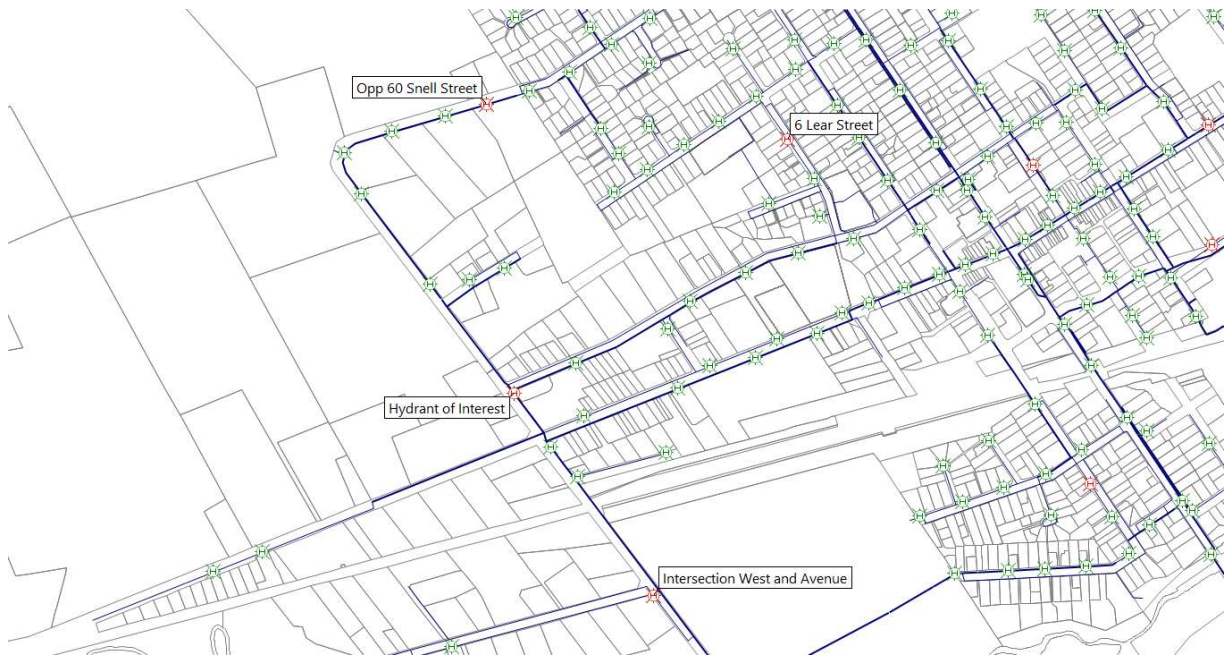 Opp 60 Snell Street
6 Lear Street
Hydrant of Interest
Intersection West and Avenue